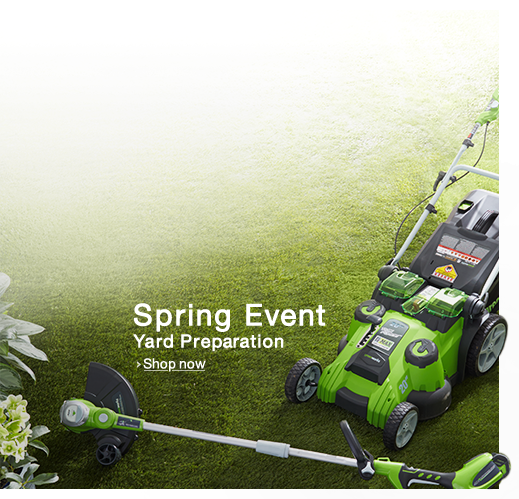 Spring Event
Yard Preparation
› Shop now